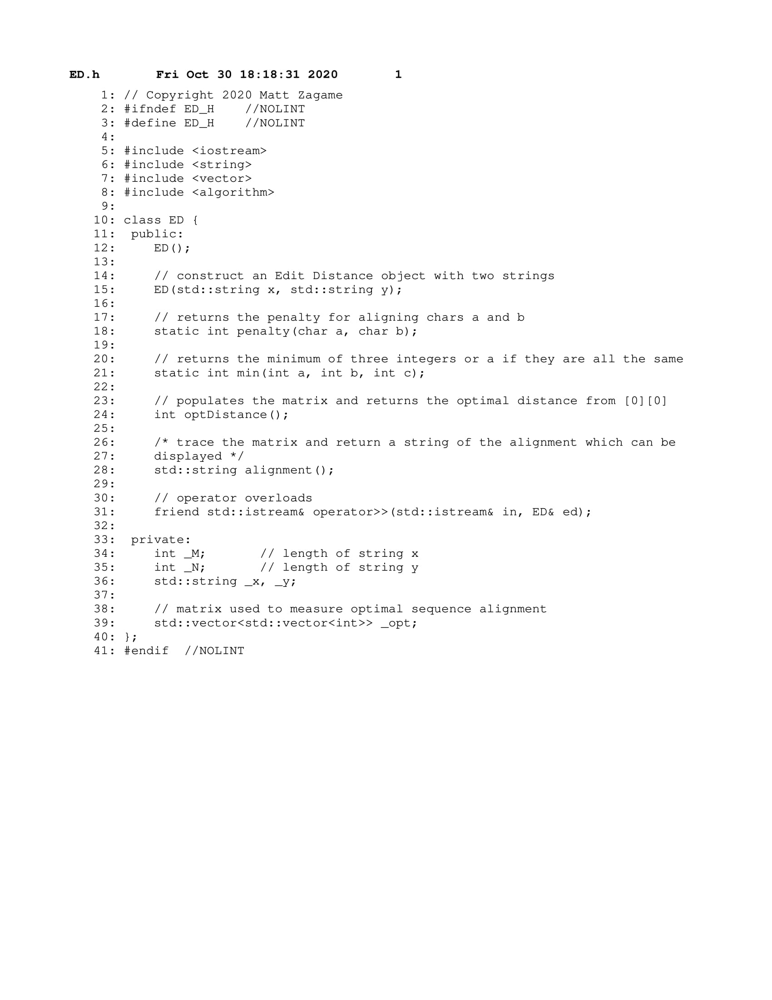 ED.h        Fri Oct 30 18:18:31 2020        1
1: // Copyright 2020 Matt Zagame
2: #ifndef ED_H    //NOLINT
3: #define ED_H    //NOLINT
4:
5: #include <iostream>
6: #include <string>
7: #include <vector>
8: #include <algorithm>
9:
10: class ED {
11:  public:
12:     ED();
13:
14:     // construct an Edit Distance object with two strings
15:     ED(std::string x, std::string y);
16:
17:     // returns the penalty for aligning chars a and b
18:     static int penalty(char a, char b);
19:
20:     // returns the minimum of three integers or a if they are all the same
21:     static int min(int a, int b, int c);
22:
23:     // populates the matrix and returns the optimal distance from [0][0]
24:     int optDistance();
25:
26:     /* trace the matrix and return a string of the alignment which can be
27:     displayed */
28:     std::string alignment();
29:
30:     // operator overloads
31:     friend std::istream& operator>>(std::istream& in, ED& ed);
32:
33:  private:
34:     int _M;       // length of string x
35:     int _N;       // length of string y
36:     std::string _x, _y;
37:
38:     // matrix used to measure optimal sequence alignment
39:     std::vector<std::vector<int>> _opt;
40: };
41: #endif  //NOLINT